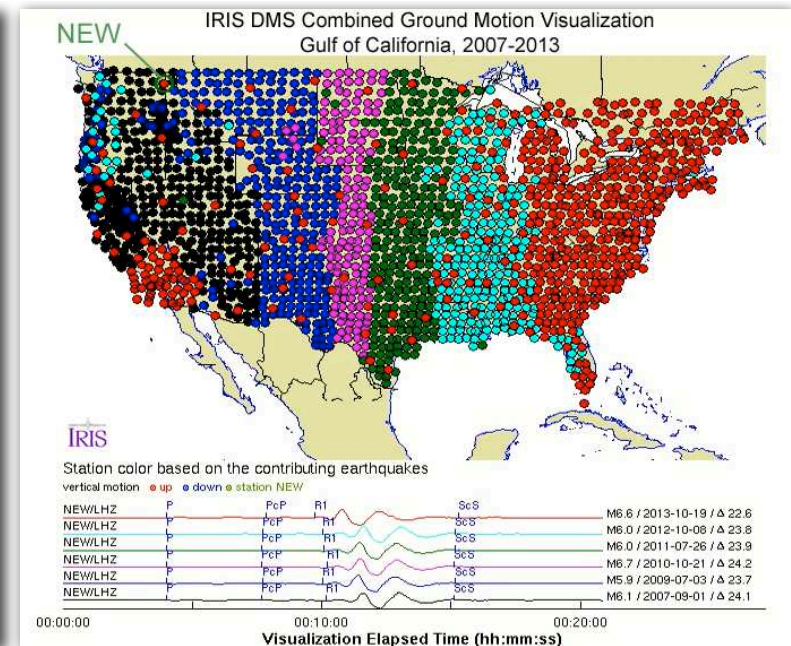 IRIS DMS Combined Ground Motion Visualization
Gulf of California, 2007-2013
NEW
IRIS
Station color based on the contributing earthquakes
vertical motion up down station NEW
NEW/LHZ P PcP R1 ScS M6.6 / 2013-10-19 / Δ 22.6
NEW/LHZ P PcP R1 ScS M6.0 / 2012-10-08 / Δ 23.8
NEW/LHZ P PcP R1 ScS M6.0 / 2011-07-26 / Δ 23.9
NEW/LHZ P PcP R1 ScS M6.7 / 2010-10-21 / Δ 24.2
NEW/LHZ P PcP R1 ScS M5.9 / 2009-07-03 / Δ 23.7
NEW/LHZ P PcP R1 ScS M6.1 / 2007-09-01 / Δ 24.1
00:00:00 00:10:00 00:20:00
Visualization Elapsed Time (hh:mm:ss)